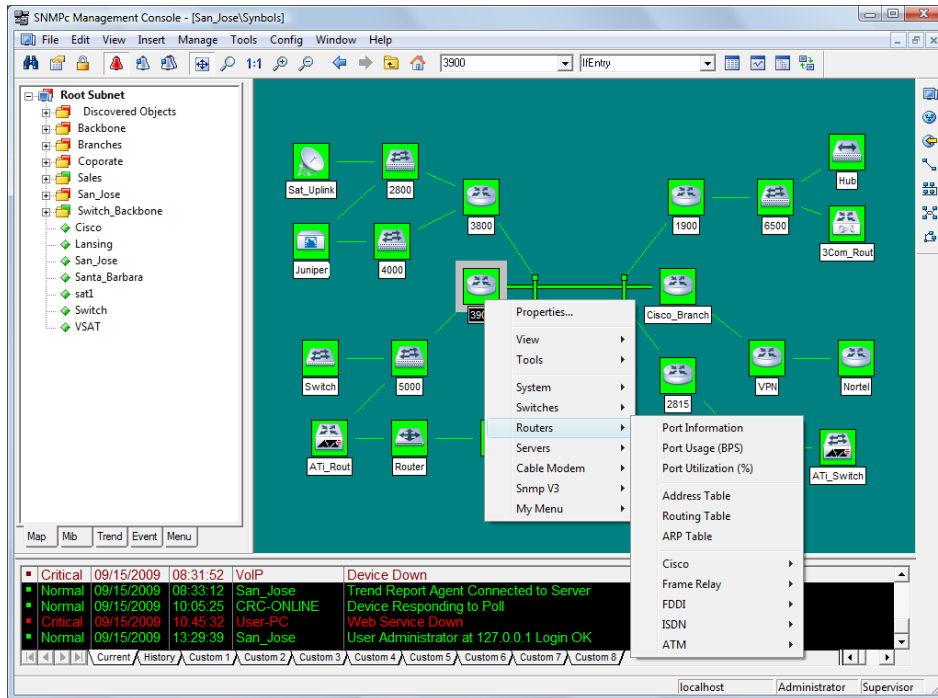 SNMPc Management Console - [San_Jose\Synbols]
File Edit View Insert Manage Tools Config Window Help
1:1 3900 IfEntry
Root Subnet
Discovered Objects
Backbone
Branches
Coporate
Sales
San_Jose
Switch_Backbone
Cisco
Lansing
San_Jose
Santa_Barbara
sat1
Switch
VSAT
Map Mib Trend Event Menu
Sat_Uplink
2800
3800
Juniper
4000
1900
6500
Hub
3Com_Rout
Cisco_Branch
Switch
5000
2815
VPN
Nortel
ATi_Rout
Router
ATi_Switch
Properties...
View
Tools
System
Switches
Routers
Servers
Cable Modem
Snmp V3
My Menu
Port Information
Port Usage (BPS)
Port Utilization (%)
Address Table
Routing Table
ARP Table
Cisco
Frame Relay
FDDI
ISDN
ATM
Critical 09/15/2009 08:31:52 VoIP Device Down
Normal 09/15/2009 08:33:12 San_Jose Trend Report Agent Connected to Server
Normal 09/15/2009 10:05:25 CRC-ONLINE Device Responding to Poll
Critical 09/15/2009 10:45:32 User-PC Web Service Down
Normal 09/15/2009 13:29:39 San_Jose User Administrator at 127.0.0.1 Login OK
Current History Custom 1 Custom 2 Custom 3 Custom 4 Custom 5 Custom 6 Custom 7 Custom 8
localhost Administrator Supervisor